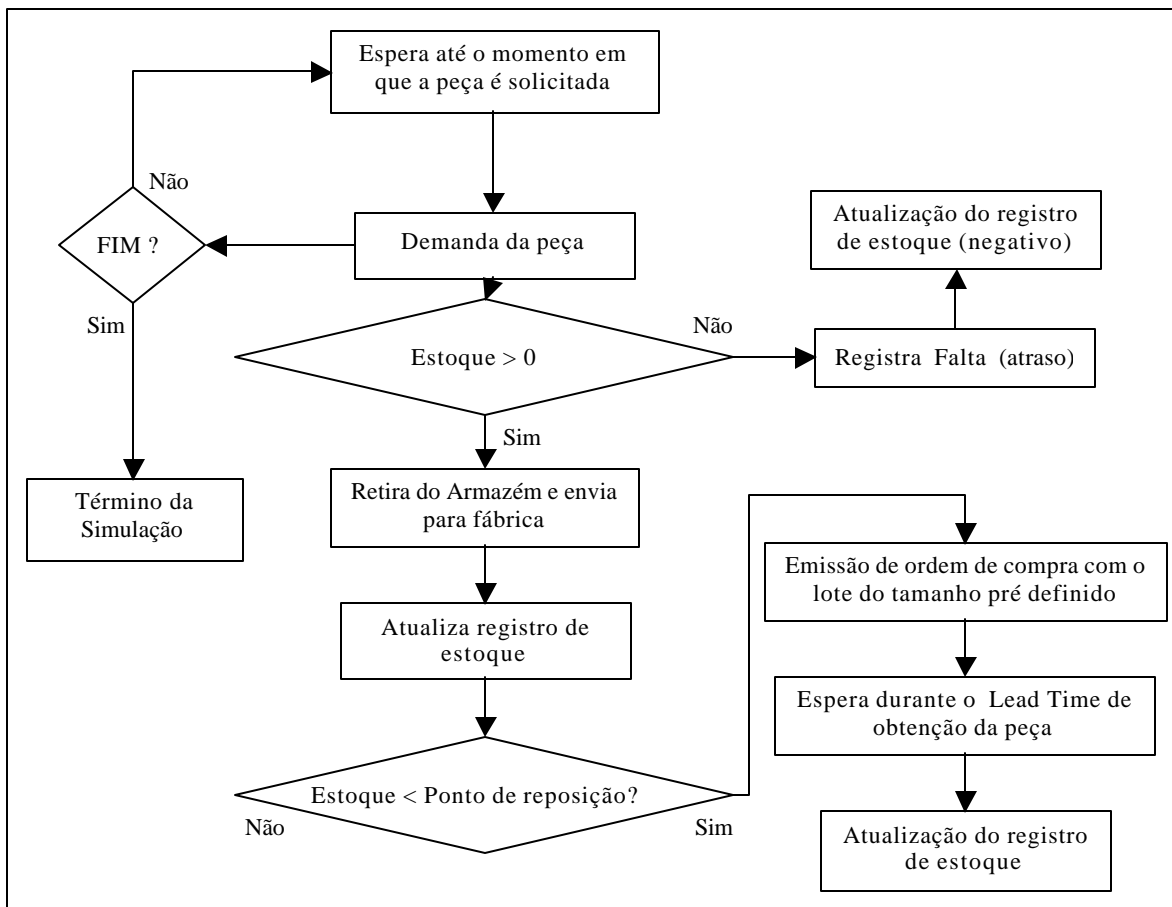 Espera até o momento em
que a peça é solicitada
Não
FIM ?
Demanda da peça
Atualização do registro
de estoque (negativo)
Sim
Estoque > 0
Não
Registra Falta (atraso)
Sim
Término da
Simulação
Retira do Armazém e envia
para fábrica
Emissão de ordem de compra com o
lote do tamanho pré definido
Atualiza registro de
estoque
Espera durante o Lead Time de
obtenção da peça
Estoque < Ponto de reposição?
Não
Sim
Atualização do registro
de estoque